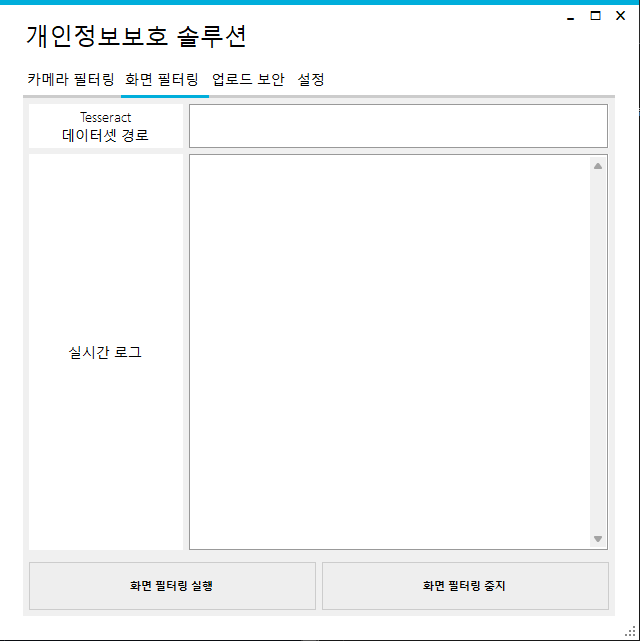 개인정보보호 솔루션
카메라 필터링 화면 필터링 업로드 보안 설정
Tesseract
데이터셋 경로
실시간 로그
화면 필터링 실행 화면 필터링 중지